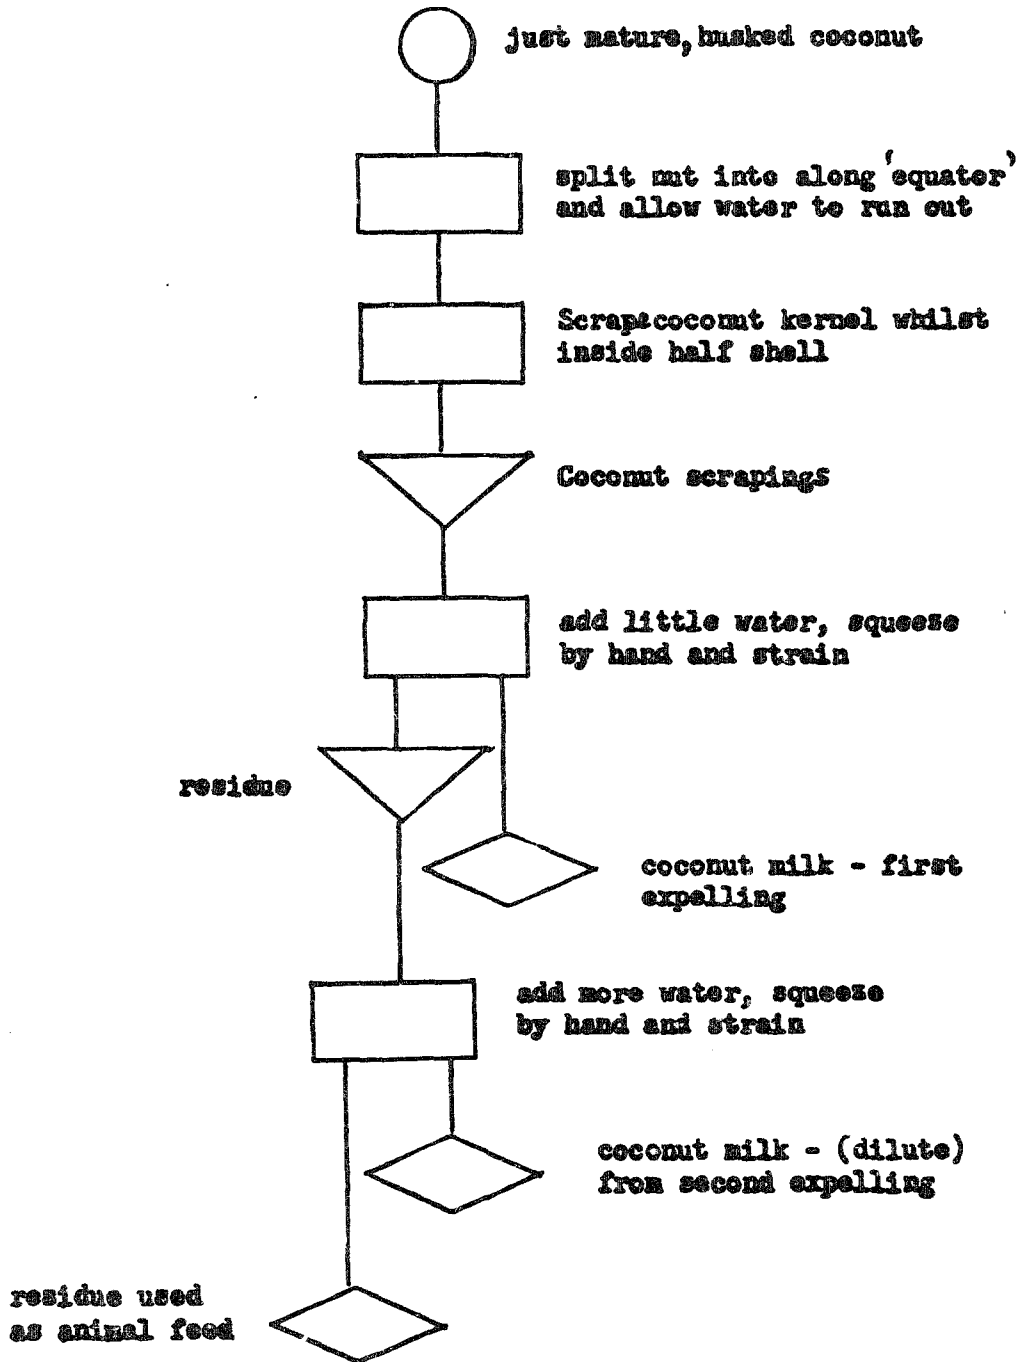 just mature, husked coconut
split nut into along 'equater'
and allow water to run out
Scrape coconut kernel whilst
inside half shell
Coconut scrapings
add little water, squeeze
by hand and strain
residue
coconut milk - first
expelling
add more water, squeeze
by hand and strain
coconut milk - (dilute)
from second expelling
residue used
as animal feed